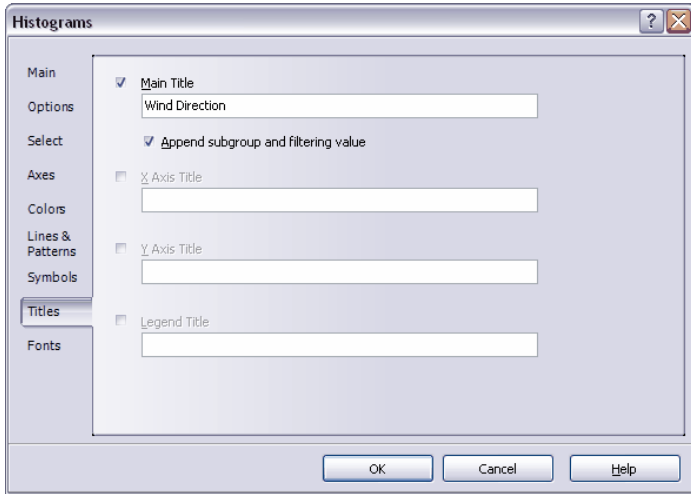 Histograms
Main
Options
Select
Axes
Colors
Lines &
Patterns
Symbols
Titles
Fonts
Main Title
Wind Direction
Append subgroup and filtering value
X Axis Title
Y Axis Title
Legend Title
OK
Cancel
Help